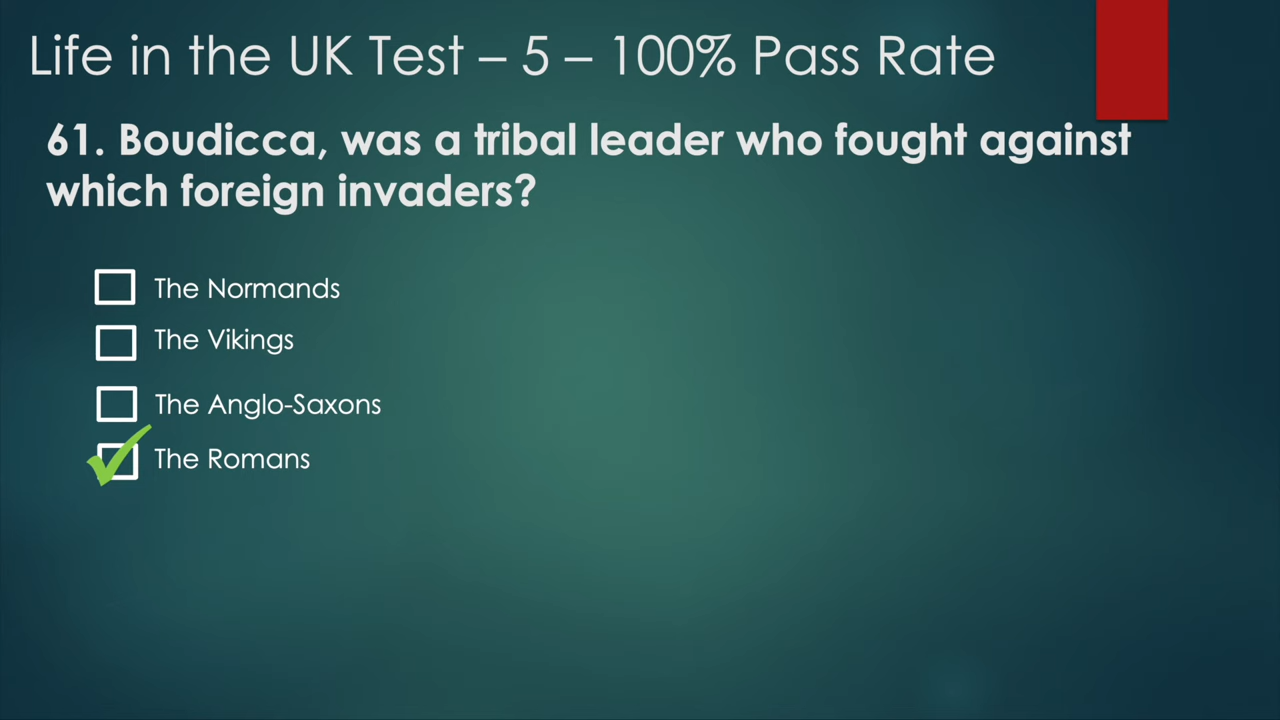 Life in the UK Test – 5 – 100% Pass Rate
61. Boudicca, was a tribal leader who fought against
which foreign invaders?
The Normands
The Vikings
The Anglo-Saxons
The Romans